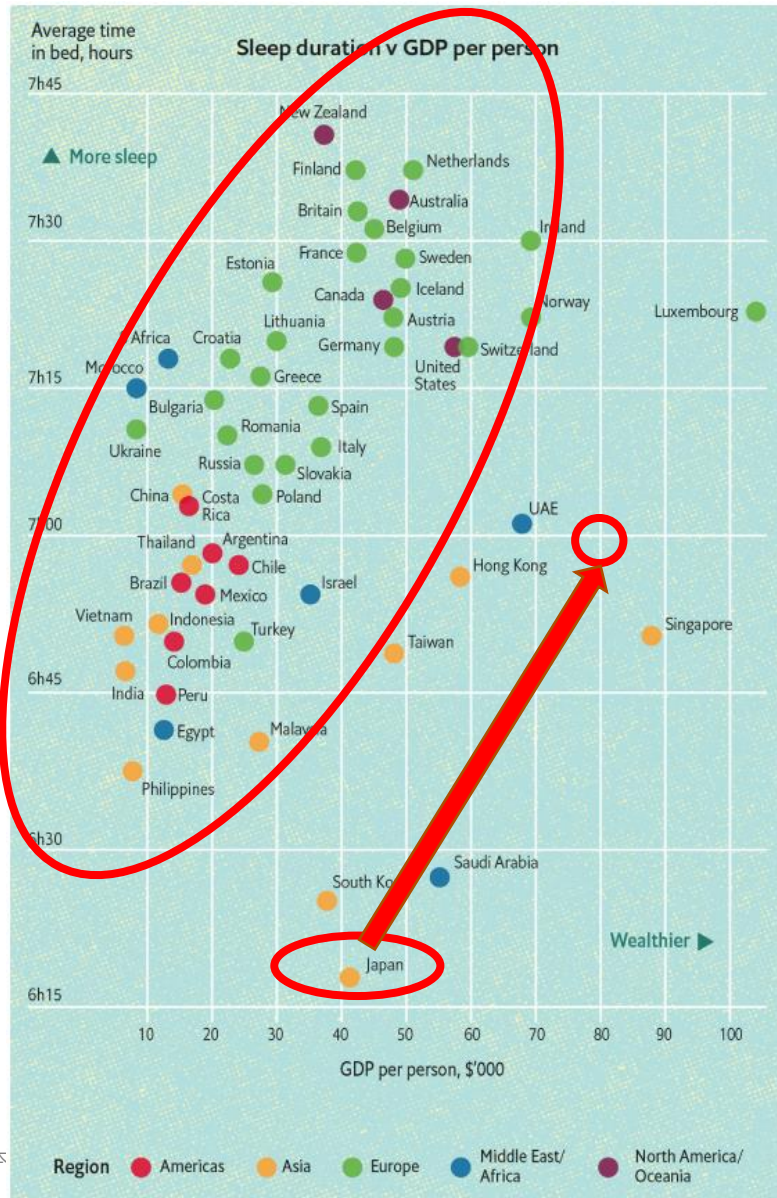 Average time
in bed, hours
Sleep duration v GDP per person
7h45
New Zealand
▲ More sleep
Finland
Netherlands
Australia
Britain
Belgium
7h30
Ireland
France
Sweden
Estonia
Iceland
Canada
Norway
Luxembourg
Lithuania
Austria
S Africa
Croatia
Germany
Switzerland
Morocco
United
States
7h15
Greece
Bulgaria
Spain
Romania
Ukraine
Italy
Russia
Slovakia
China
Costa
Rica
Poland
UAE
7h00
Argentina
Thailand
Chile
Hong Kong
Brazil
Mexico
Israel
Vietnam
Indonesia
Turkey
Singapore
Taiwan
Colombia
6h45
India
Peru
Egypt
Malaysia
Philippines
6h30
Saudi Arabia
South Ko
Wealthier ▶
Japan
6h15
10 20 30 40 50 60 70 80 90 100
GDP per person, $'000
Region
Americas
Asia
Europe
Middle East/
Africa
North America/
Oceania